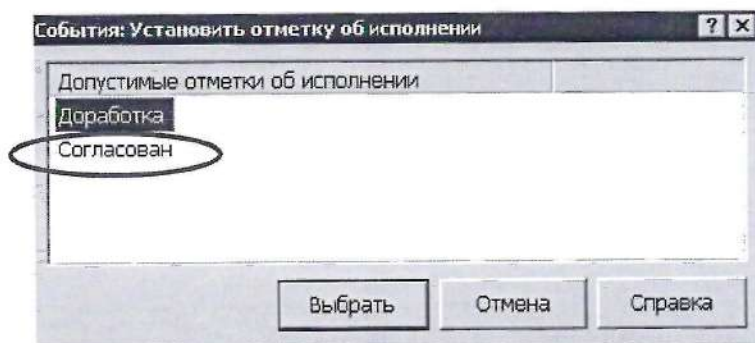 События: Установить отметку об исполнении
Допустимые отметки об исполнении
Доработка
Согласован
Выбрать Отмена Справка